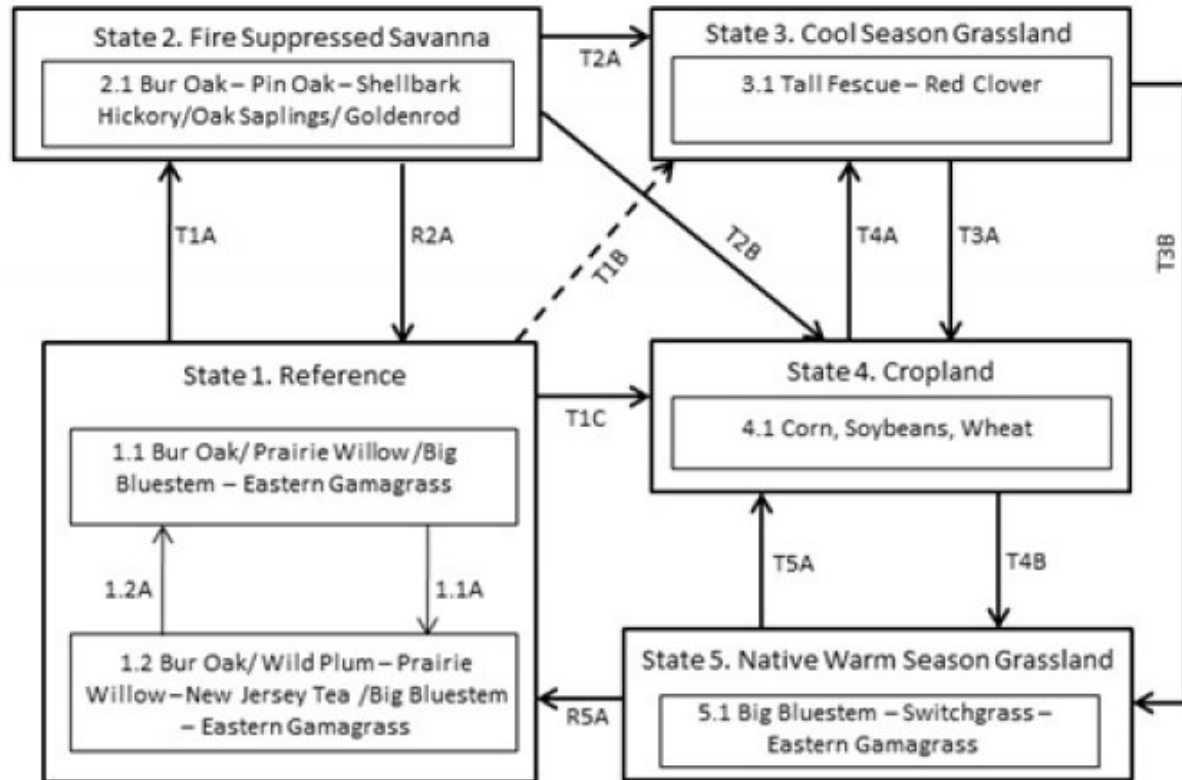 State 2. Fire Suppressed Savanna
2.1 Bur Oak – Pin Oak – Shellbark
Hickory/Oak Saplings/ Goldenrod
T2A
State 3. Cool Season Grassland
3.1 Tall Fescue – Red Clover
T1A
R2A
T1B
T2B
T4A
T3A
T3B
State 1. Reference
1.1 Bur Oak/ Prairie Willow /Big
Bluestem – Eastern Gamagrass
1.2A
1.1A
1.2 Bur Oak/ Wild Plum – Prairie
Willow – New Jersey Tea /Big Bluestem
– Eastern Gamagrass
T1C
State 4. Cropland
4.1 Corn, Soybeans, Wheat
T5A
T4B
R5A
State 5. Native Warm Season Grassland
5.1 Big Bluestem – Switchgrass –
Eastern Gamagrass